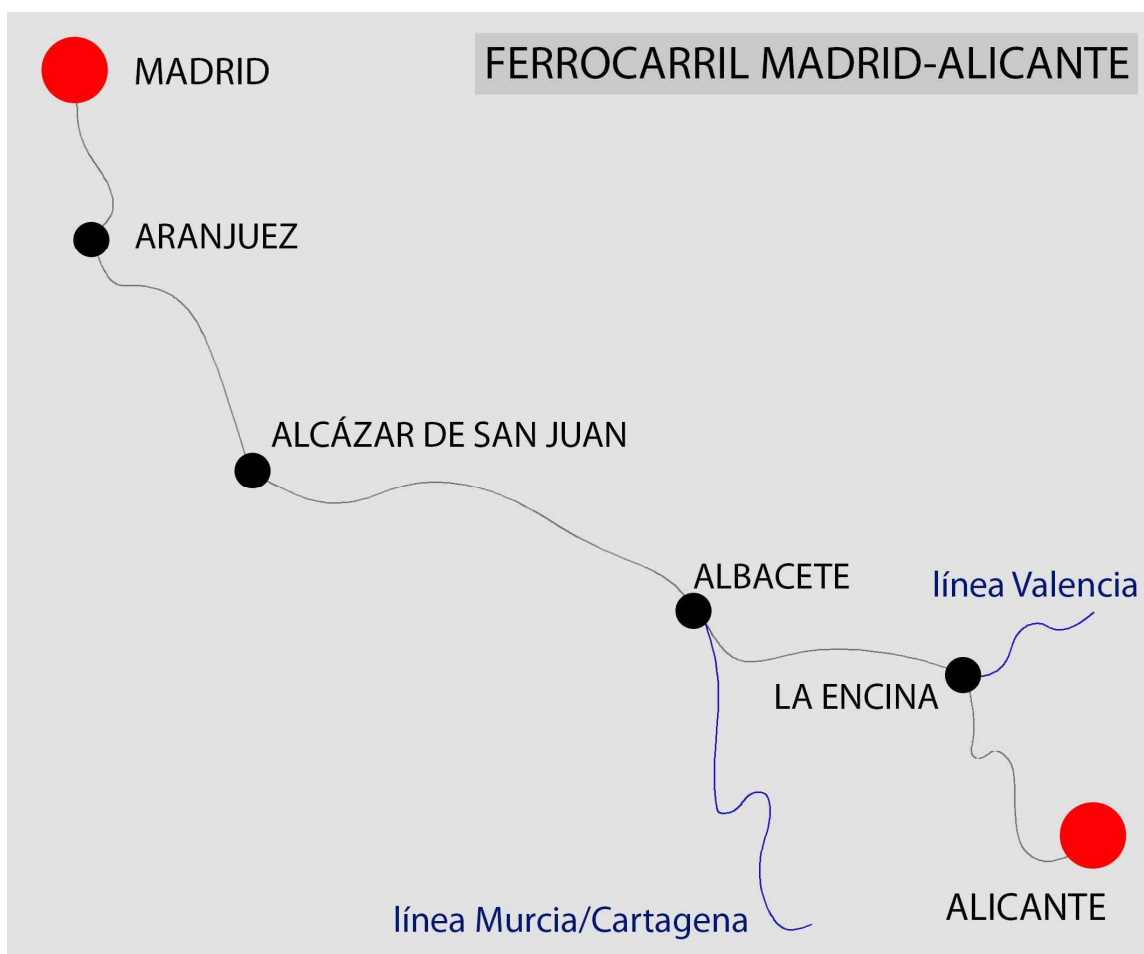 FERROCARRIL MADRID-ALICANTE
MADRID
ARANJUEZ
ALCÁZAR DE SAN JUAN
ALBACETE
línea Valencia
LA ENCINA
ALICANTE
línea Murcia/Cartagena